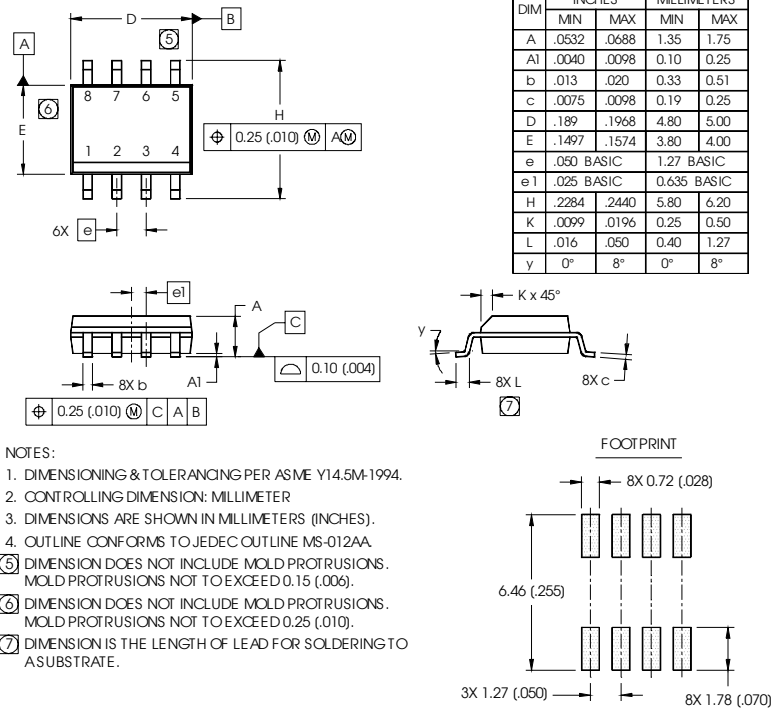 D
B
5
A
8 7 6 5
6
H
E
0.25 (.010) M A M
1 2 3 4
6X e
DIM INCHES MILLIMETERS
MIN MAX MIN MAX
A .0532 .0688 1.35 1.75
A1 .0040 .0098 0.10 0.25
b .013 .020 0.33 0.51
c .0075 .0098 0.19 0.25
D .189 .1968 4.80 5.00
E .1497 .1574 3.80 4.00
e .050 BASIC 1.27 BASIC
e1 .025 BASIC 0.635 BASIC
H .2284 .2440 5.80 6.20
K .0099 .0196 0.25 0.50
L .016 .050 0.40 1.27
y 0° 8° 0° 8°
e1
A
C
0.10 (.004)
8X b
A1
0.25 (.010) M C A B
K x 45°
y
8X L
8X c
7
NOTES:
1. DIMENSIONING & TOLERANCING PER ASME Y14.5M-1994.
2. CONTROLLING DIMENSION: MILLIMETER
3. DIMENSIONS ARE SHOWN IN MILLIMETERS (INCHES).
4. OUTLINE CONFORMS TO JEDEC OUTLINE MS-012AA.
5 DIMENSION DOES NOT INCLUDE MOLD PROTRUSIONS.
MOLD PROTRUSIONS NOT TO EXCEED 0.15 (.006).
6 DIMENSION DOES NOT INCLUDE MOLD PROTRUSIONS.
MOLD PROTRUSIONS NOT TO EXCEED 0.25 (.010).
7 DIMENSION IS THE LENGTH OF LEAD FOR SOLDERING TO
A SUBSTRATE.
FOOTPRINT
8X 0.72 (.028)
6.46 (.255)
3X 1.27 (.050)
8X 1.78 (.070)